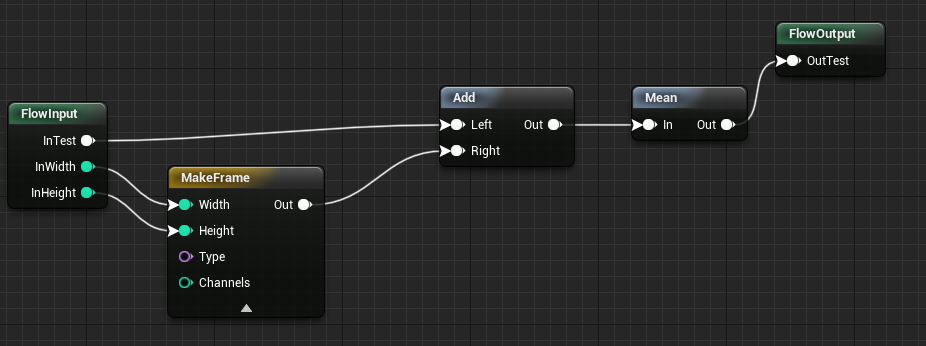 FlowInput
InTest
InWidth
InHeight
MakeFrame
Width Out
Height
Type
Channels
Add
Left Out
Right
Mean
In Out
FlowOutput
OutTest